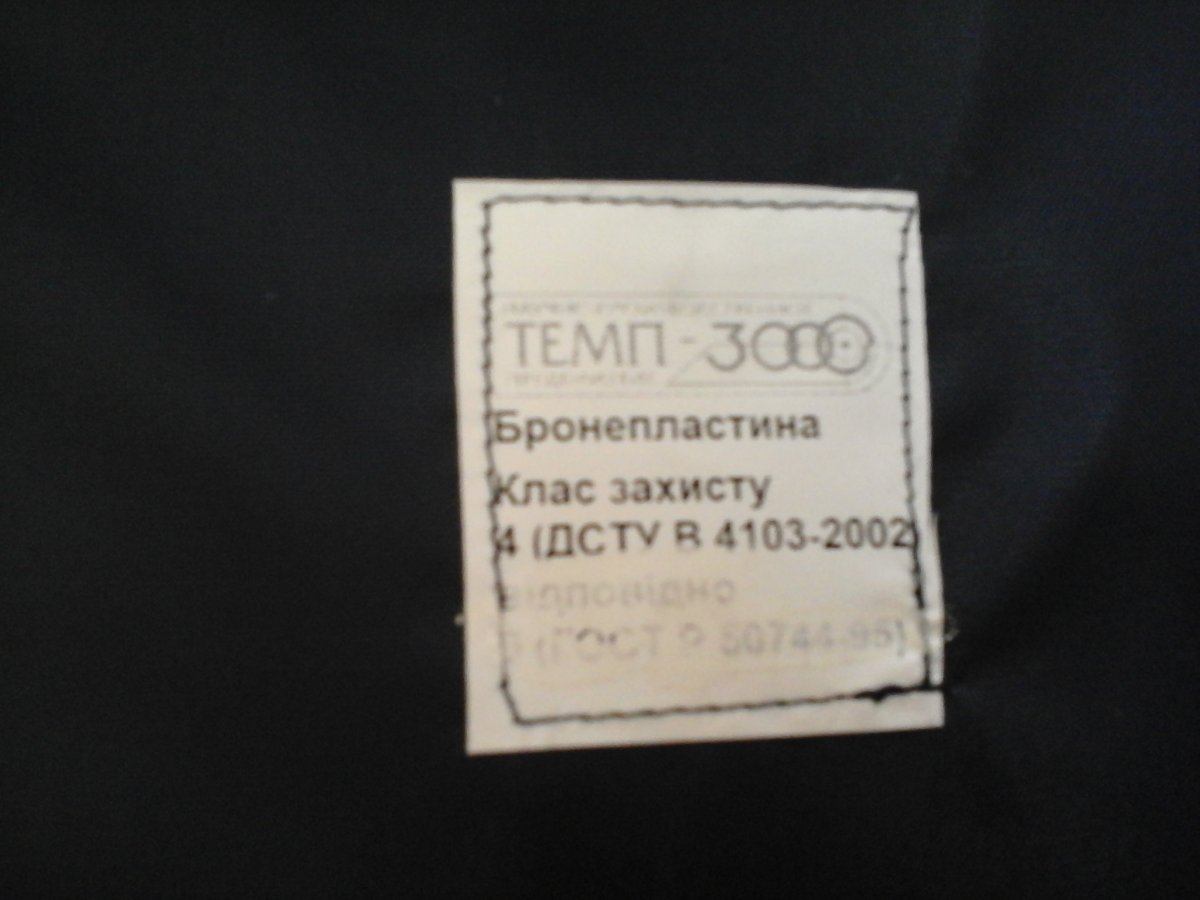 ТЕМП-3000
Бронепластина
Клас захисту
4 (ДСТУ В 4103-2002)
відповідно
(ГОСТ Р 50744-95)